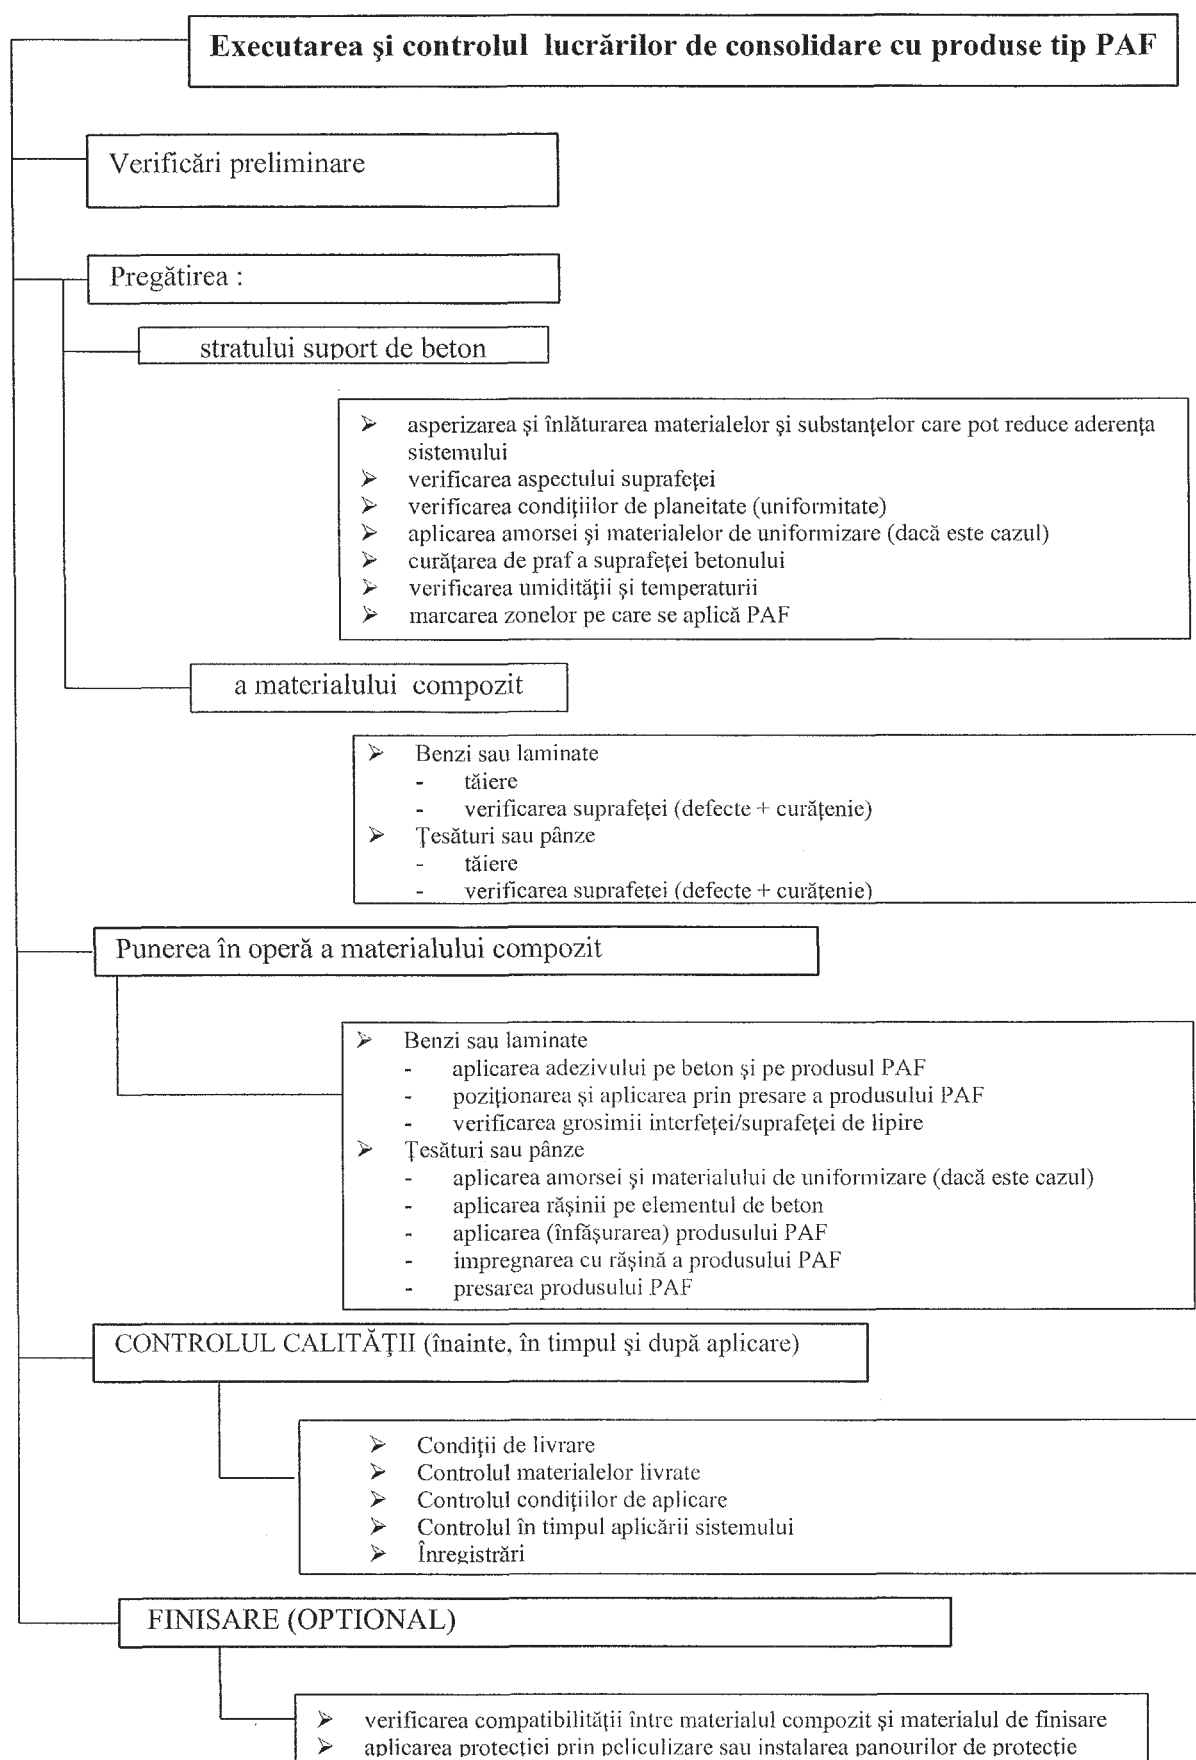 Executarea şi controlul lucrărilor de consolidare cu produse tip PAF
Verificări preliminare
Pregătirea :
stratului suport de beton
➢ asperizarea şi înlăturarea materialelor şi substanţelor care pot reduce aderenţa
sistemului
➢ verificarea aspectului suprafeţei
➢ verificarea condiţiilor de planeitate (uniformitate)
➢ aplicarea amorsei şi materialelor de uniformizare (dacă este cazul)
➢ curăţarea de praf a suprafeţei betonului
➢ verificarea umidităţii şi temperaturii
➢ marcarea zonelor pe care se aplică PAF
a materialului compozit
➢ Benzi sau laminate
- tăiere
- verificarea suprafeţei (defecte + curăţenie)
➢ Ţesături sau pânze
- tăiere
- verificarea suprafeţei (defecte + curăţenie)
Punerea în operă a materialului compozit
➢ Benzi sau laminate
- aplicarea adezivului pe beton şi pe produsul PAF
- poziţionarea şi aplicarea prin presare a produsului PAF
- verificarea grosimii interfeţei/suprafeţei de lipire
➢ Ţesături sau pânze
- aplicarea amorsei şi materialului de uniformizare (dacă este cazul)
- aplicarea răşinii pe elementul de beton
- aplicarea (înfăşurarea) produsului PAF
- impregnarea cu răşină a produsului PAF
- presarea produsului PAF
CONTROLUL CALITĂŢII (înainte, în timpul şi după aplicare)
➢ Condiţii de livrare
➢ Controlul materialelor livrate
➢ Controlul condiţiilor de aplicare
➢ Controlul în timpul aplicării sistemului
➢ Înregistrări
FINISARE (OPTIONAL)
➢ verificarea compatibilităţii între materialul compozit şi materialul de finisare
➢ aplicarea protecţiei prin peliculizare sau instalarea panourilor de protecţie